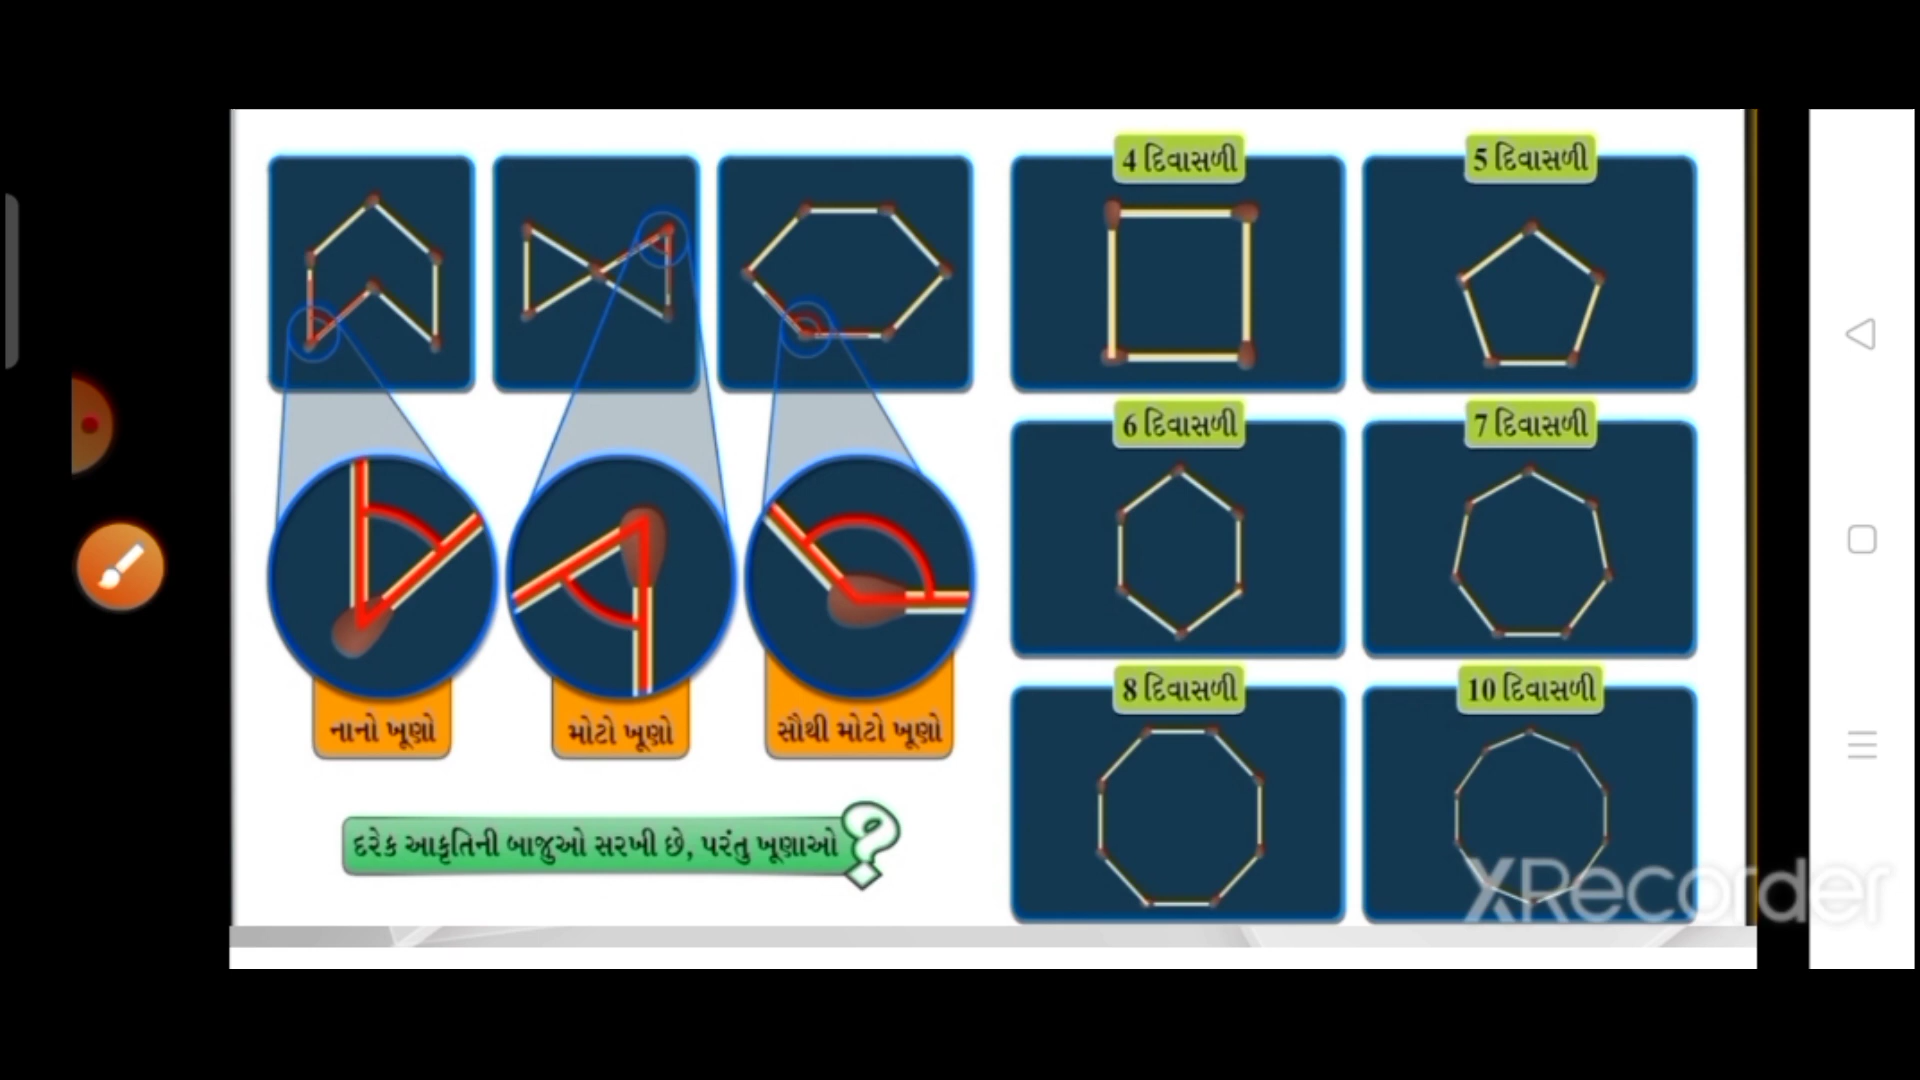 4 દિવાસળી
5 દિવાસળી
6 દિવાસળી
7 દિવાસળી
8 દિવાસળી
10 દિવાસળી
નાનો ખૂણો
મોટો ખૂણો
સૌથી મોટો ખૂણો
દરેક આકૃતિની બાજુઓ સરખી છે, પરંતુ ખૂણાઓ ?
XRecorder